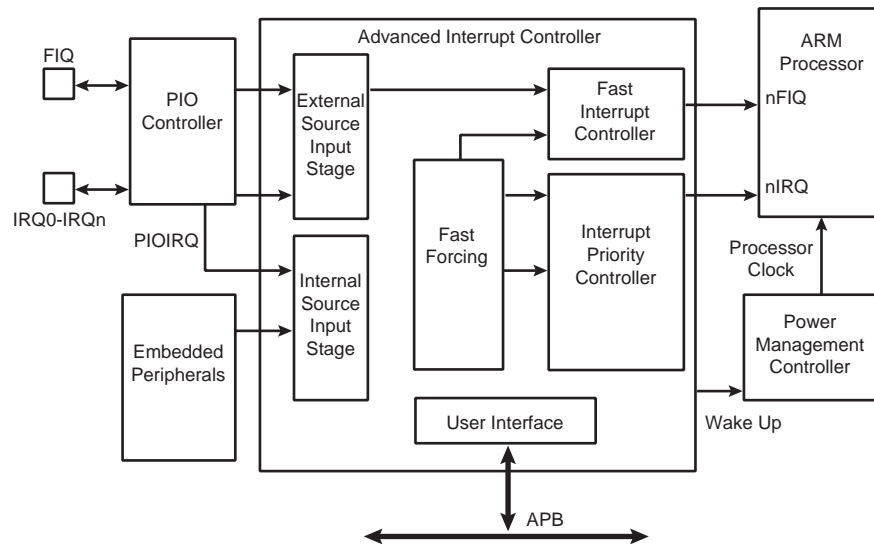 Advanced Interrupt Controller
ARM
Processor
FIQ
PIO
Controller
External
Source
Input
Stage
Fast
Interrupt
Controller
nFIQ
IRQ0-IRQn
PIOIRQ
Fast
Forcing
Interrupt
Priority
Controller
nIRQ
Internal
Source
Input
Stage
Processor
Clock
Embedded
Peripherals
Power
Management
Controller
User Interface
Wake Up
APB